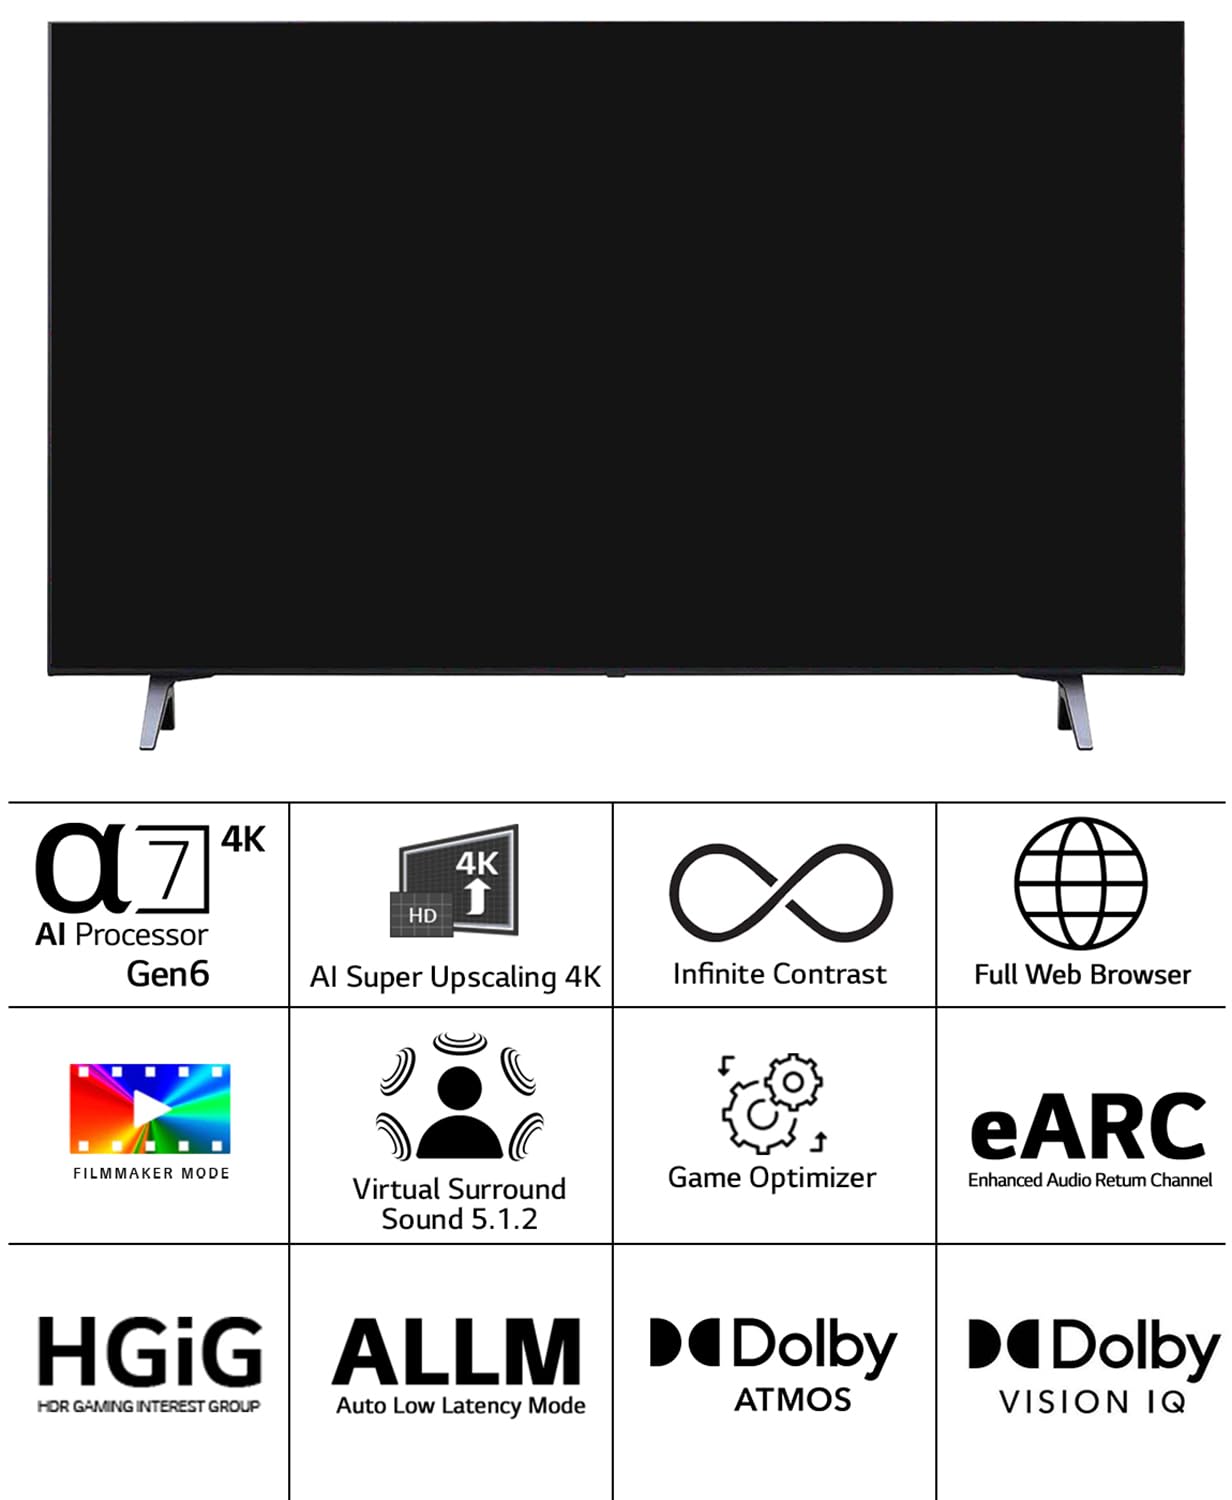 α7 4K
AI Processor
Gen6
4K
HD
AI Super Upscaling 4K
Infinite Contrast
Full Web Browser
FILMMAKER MODE
Virtual Surround
Sound 5.1.2
Game Optimizer
eARC
Enhanced Audio Return Channel
HGiG
HDR GAMING INTEREST GROUP
ALLM
Auto Low Latency Mode
Dolby
ATMOS
Dolby
VISION IQ